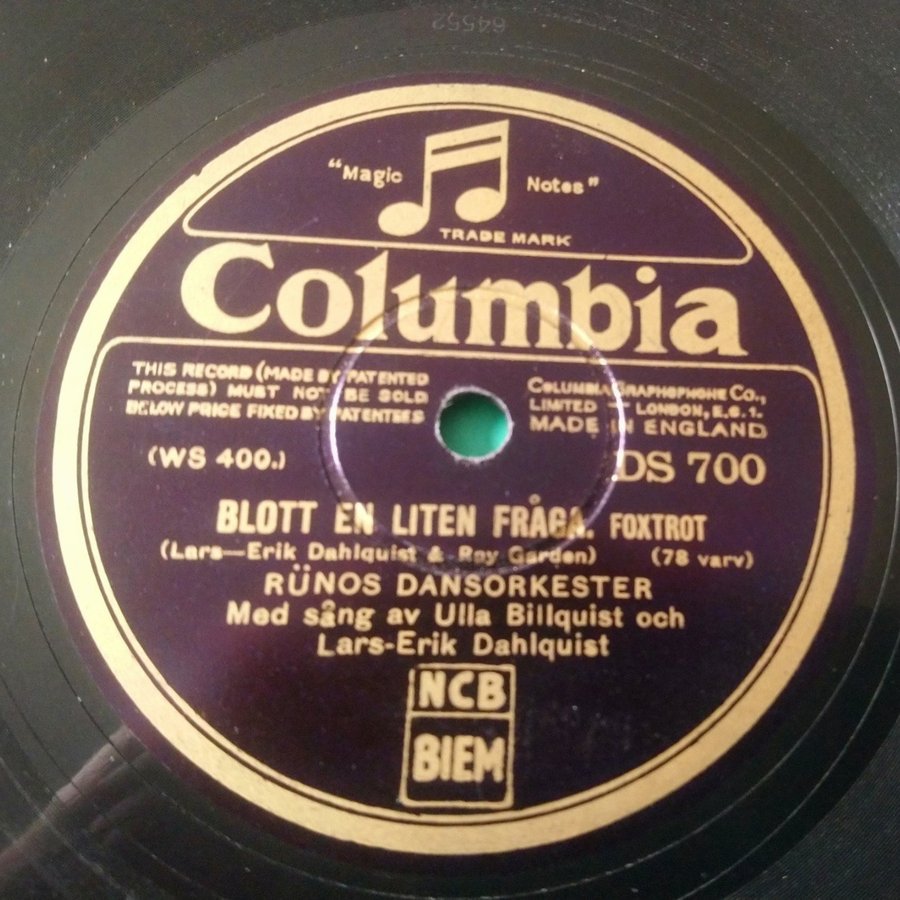 64552
"Magic Notes"
TRADE MARK
Columbia
THIS RECORD (MADE BY PATENTED
PROCESS) MUST NOT BE SOLD
BELOW PRICE FIXED BY PATENTEES
COLUMBIA GRAPHOPHONE CO.,
LIMITED LONDON, E.C.1.
MADE IN ENGLAND
(WS 400.)
DS 700
BLOTT EN LITEN FRÅGA. FOXTROT
(Lars—Erik Dahlquist & Ray Garden) (78 varv)
RÜNOS DANSORKESTER
Med sång av Ulla Billquist och
Lars-Erik Dahlquist
NCB
BIEM